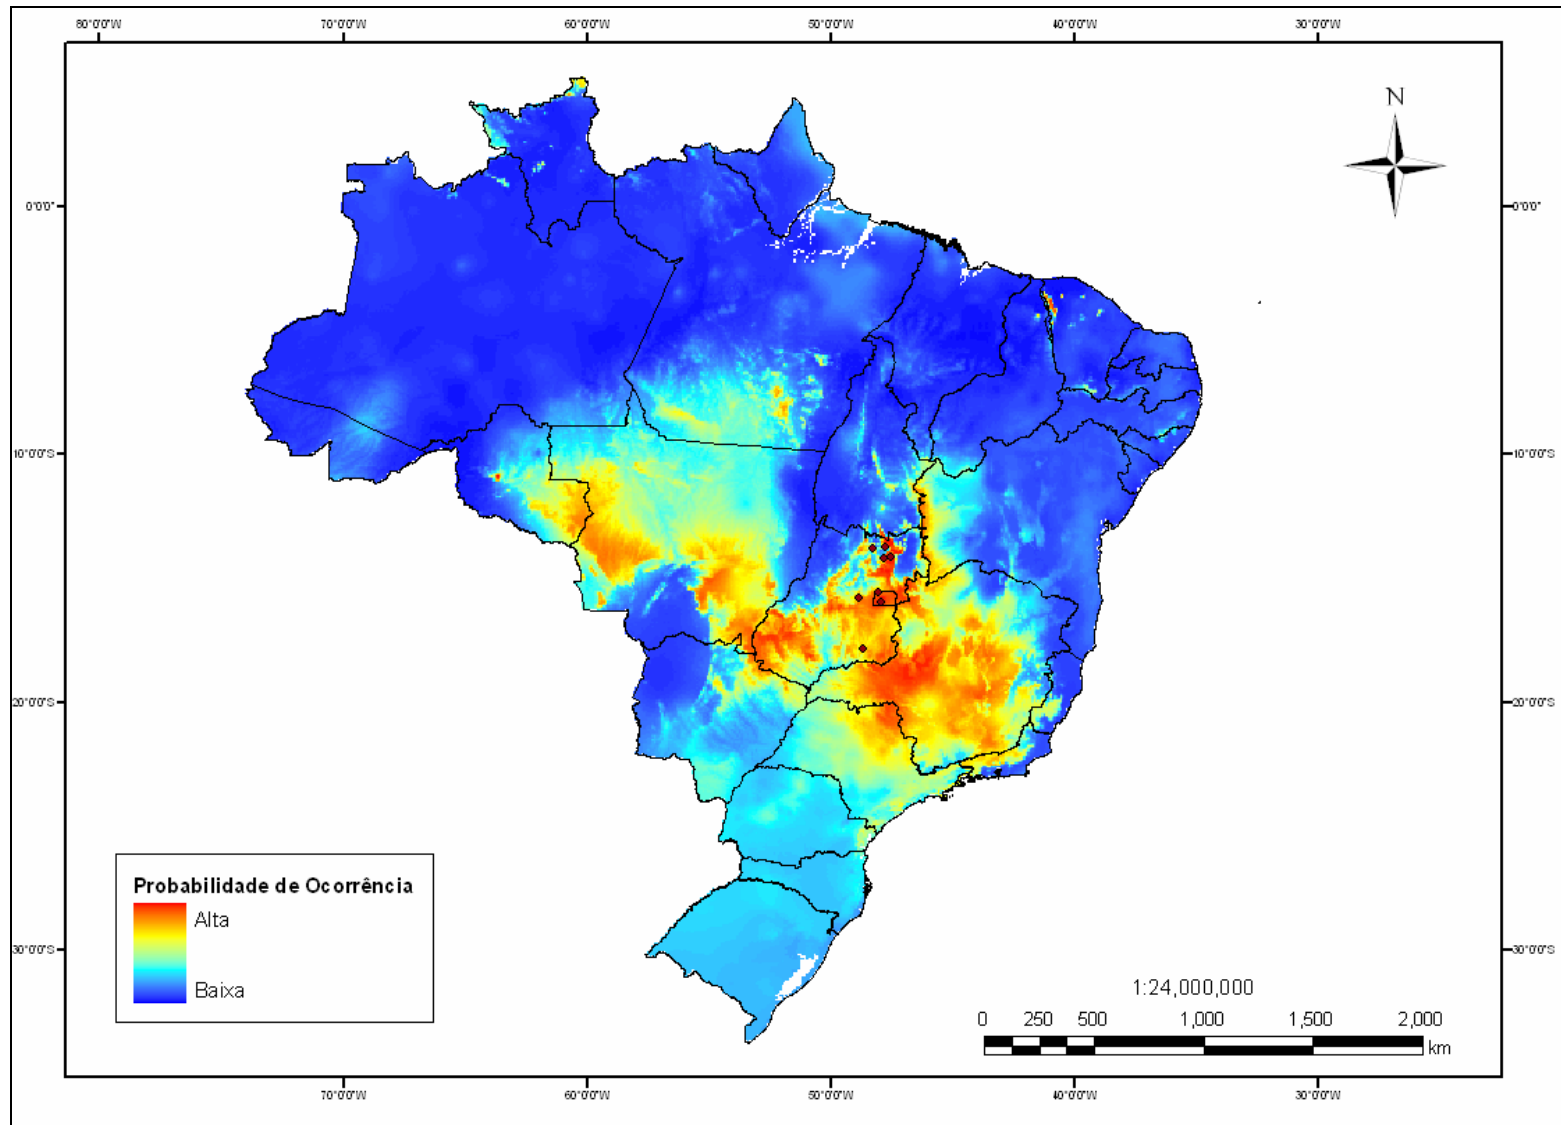 80°0'0"W 70°0'0"W 60°0'0"W 50°0'0"W 40°0'0"W 30°0'0"W
N
0°0'0" 0°0'0"
10°0'0"S 10°0'0"S
20°0'0"S 20°0'0"S
Probabilidade de Ocorrência
Alta
Baixa
30°0'0"S 30°0'0"S
1:24,000,000
0 250 500 1,000 1,500 2,000
km
70°0'0"W 60°0'0"W 50°0'0"W 40°0'0"W 30°0'0"W